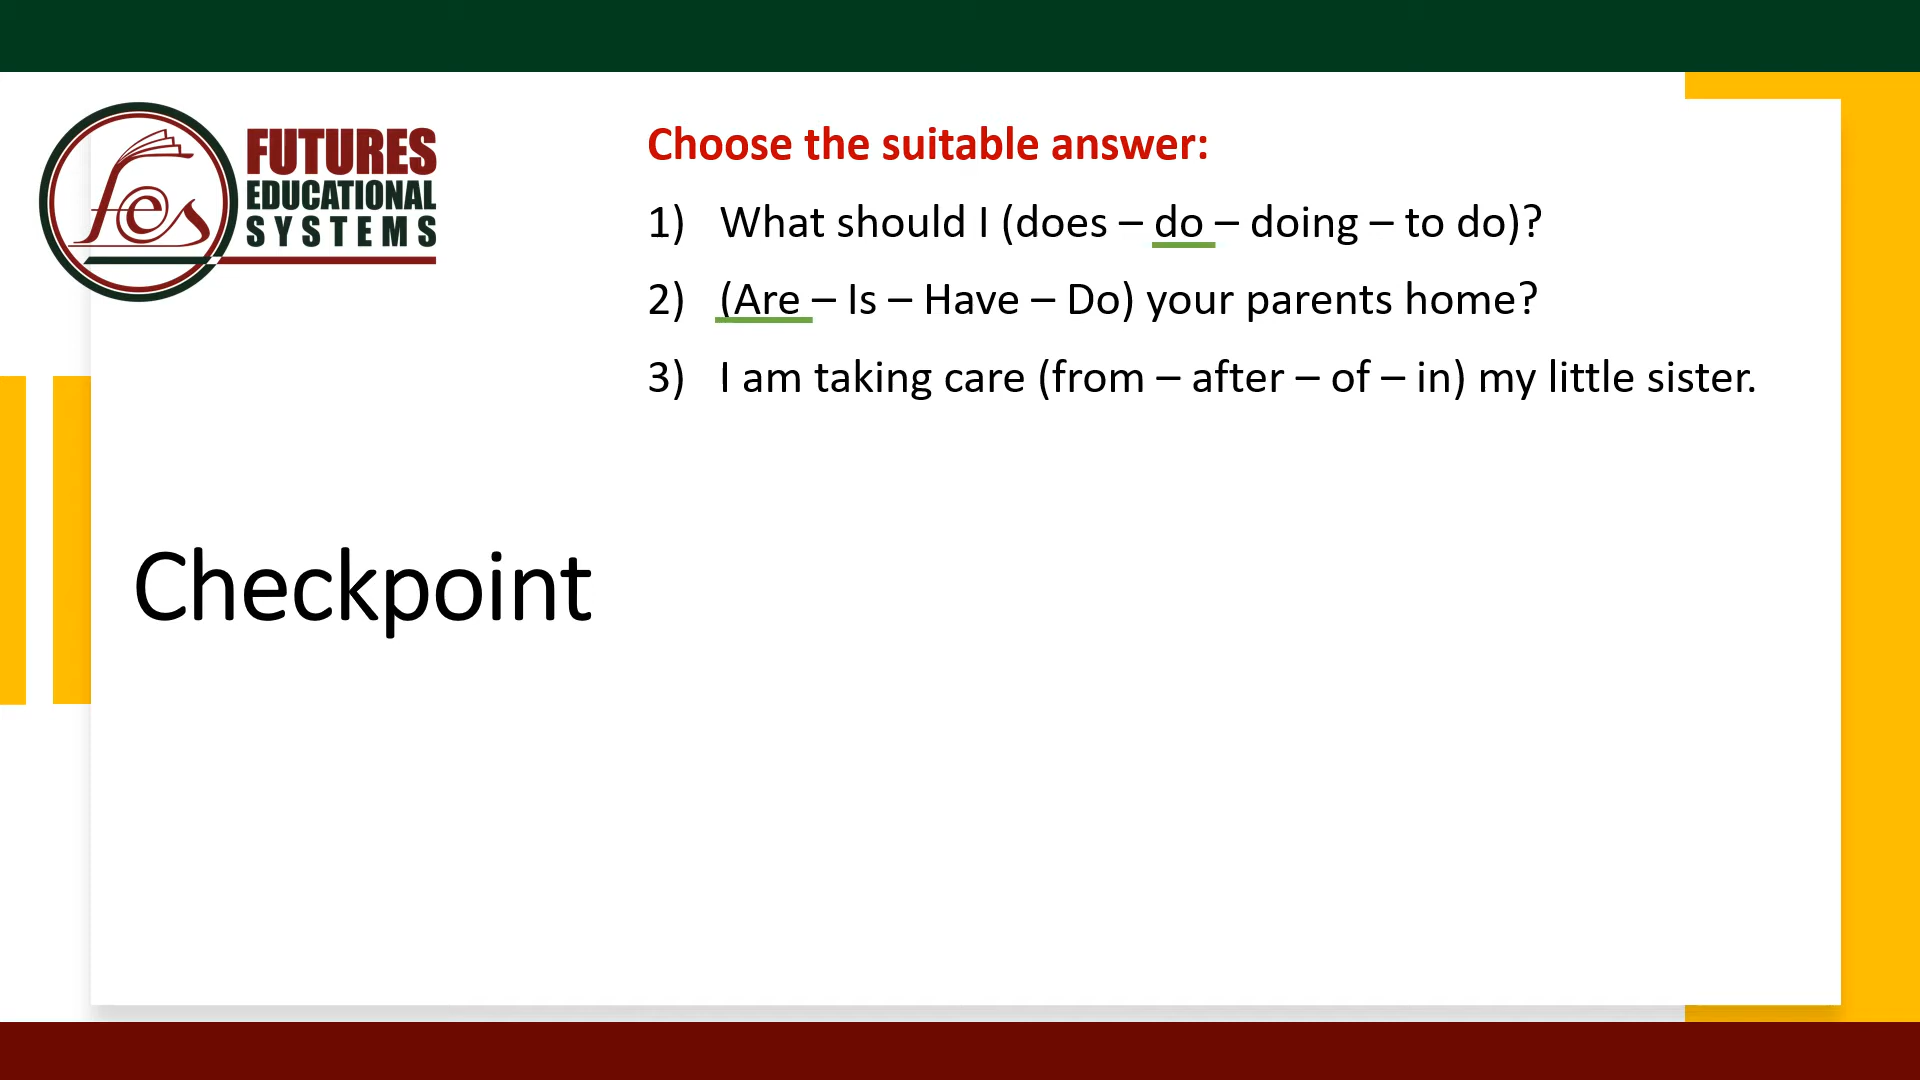 fes
FUTURES
EDUCATIONAL
SYSTEMS
Choose the suitable answer:
1) What should I (does – do – doing – to do)?
2) (Are – Is – Have – Do) your parents home?
3) I am taking care (from – after – of – in) my little sister.
Checkpoint